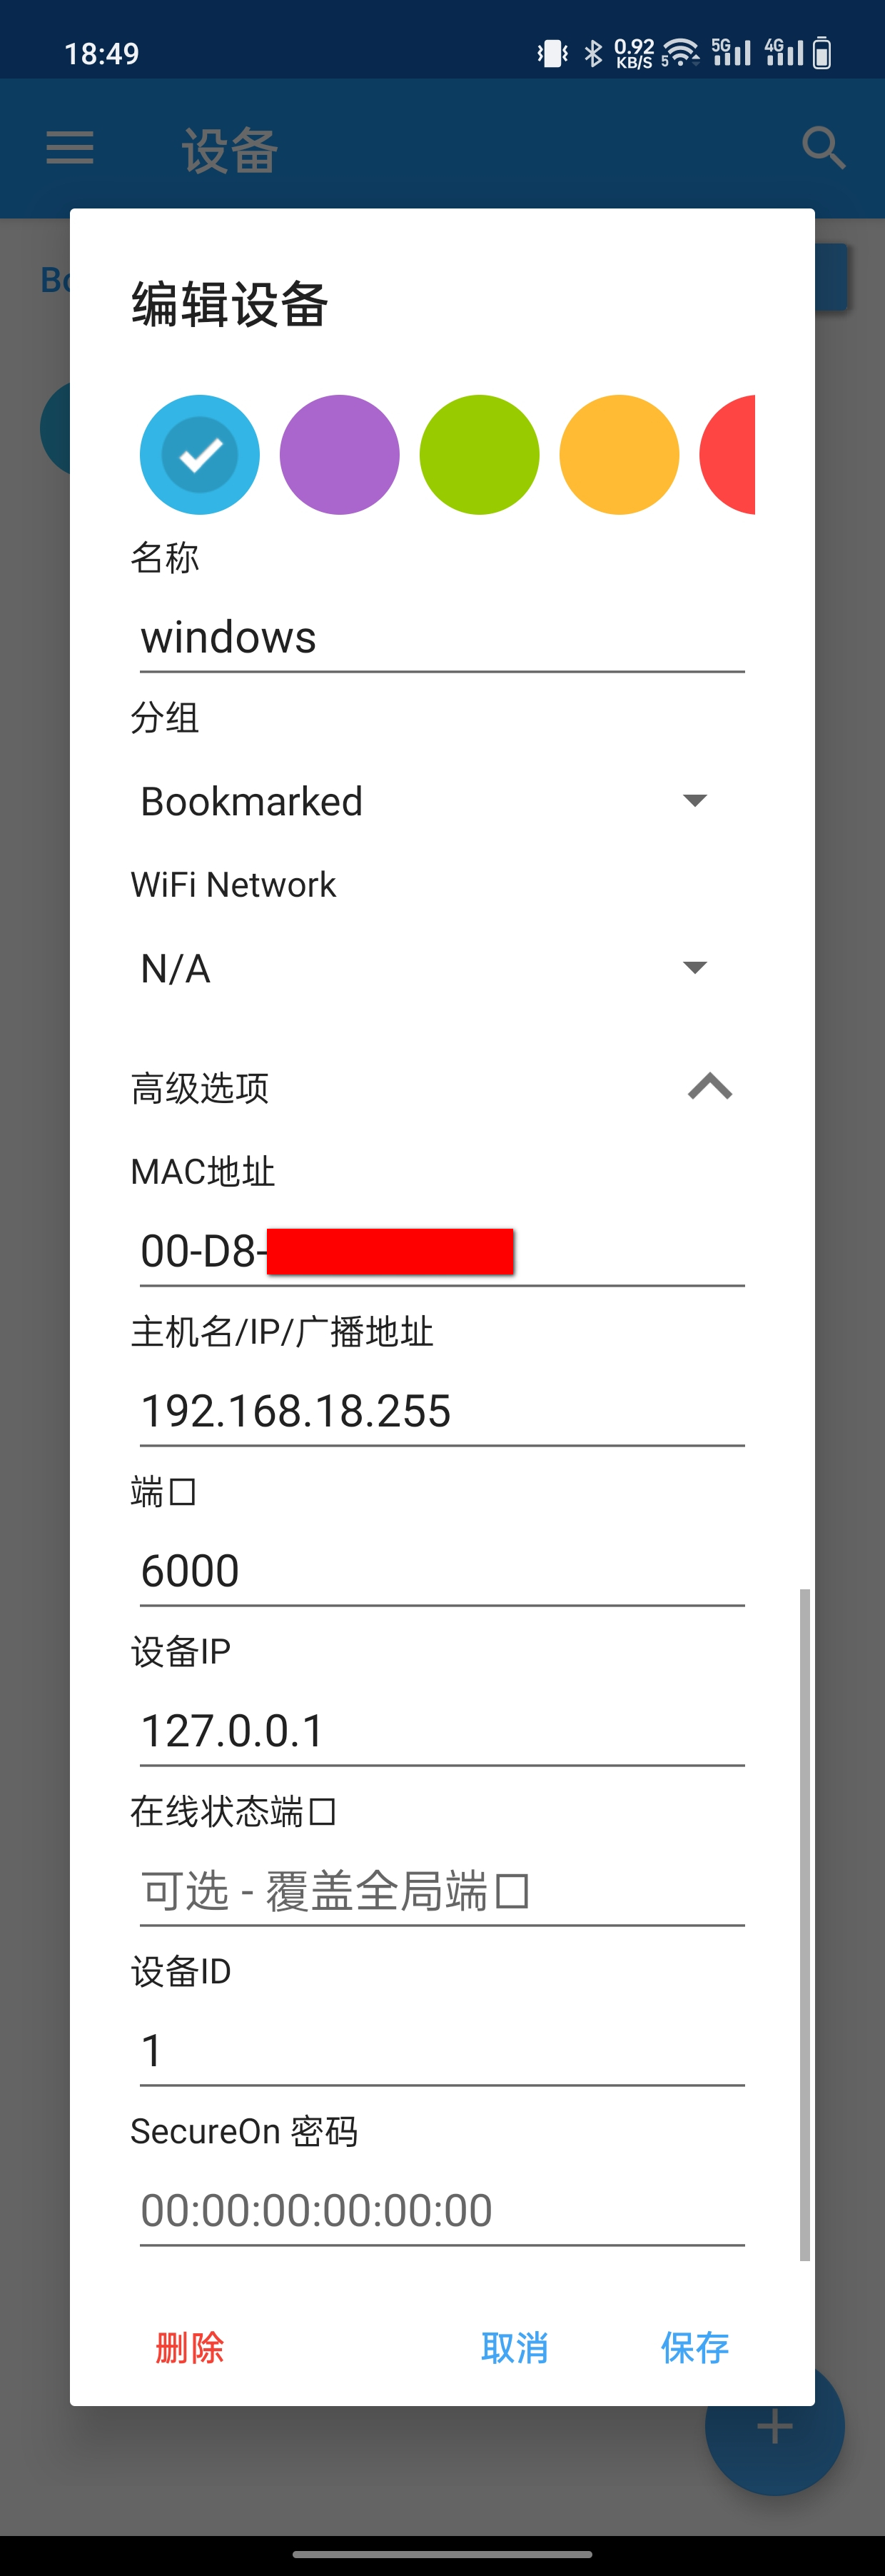 18:49
0.92
KB/S
5
5G
4G
设备
编辑设备
名称
windows
分组
Bookmarked
WiFi Network
N/A
高级选项
MAC地址
00-D8-
主机名/IP/广播地址
192.168.18.255
端口
6000
设备IP
127.0.0.1
在线状态端口
可选 - 覆盖全局端口
设备ID
1
SecureOn 密码
00:00:00:00:00:00
删除
取消
保存